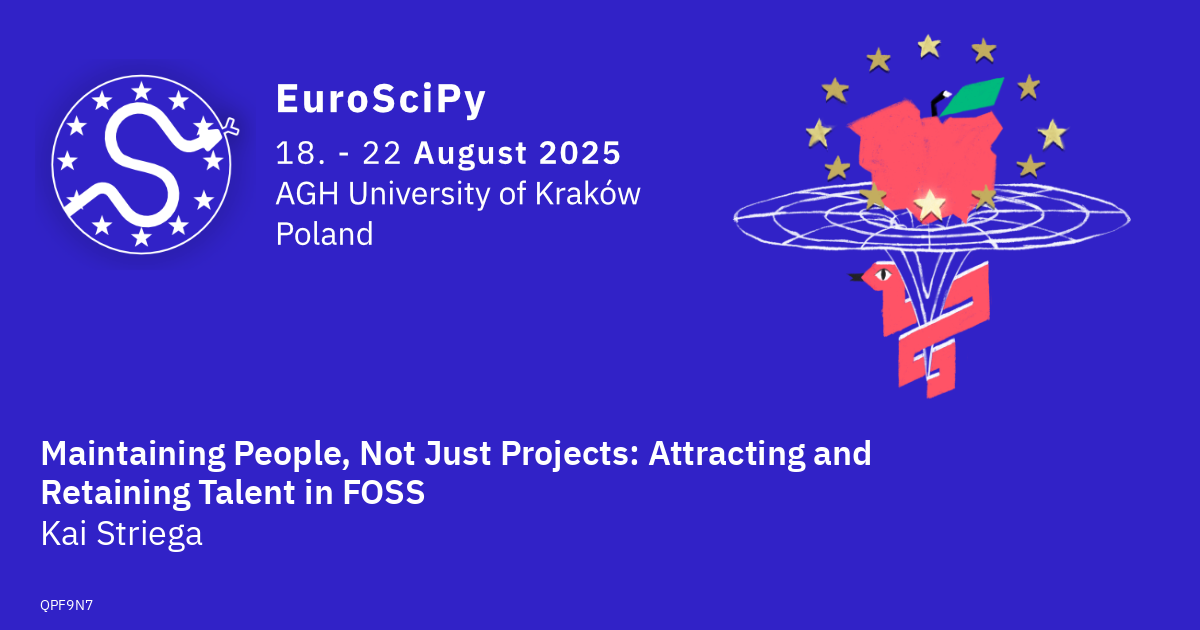 EuroSciPy
18. - 22 August 2025
AGH University of Kraków
Poland
Maintaining People, Not Just Projects: Attracting and
Retaining Talent in FOSS
Kai Striega
QPF9N7